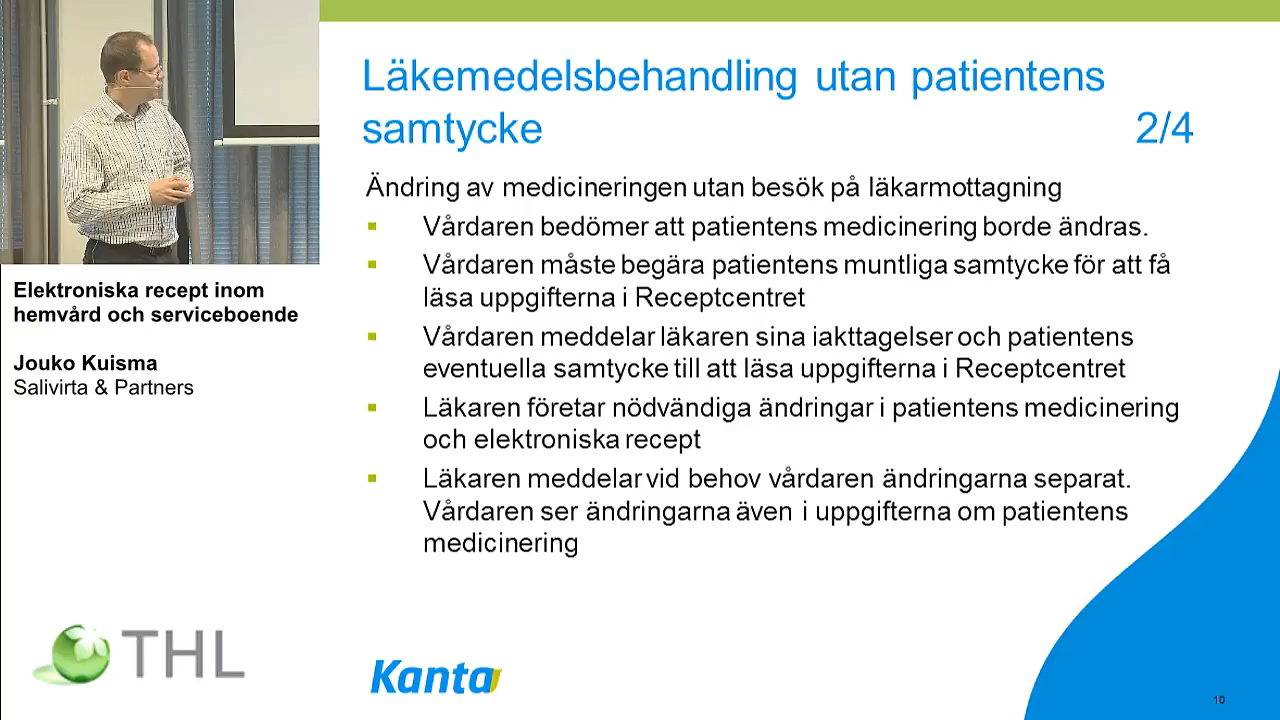 Läkemedelsbehandling utan patientens
samtycke 2/4
Ändring av medicineringen utan besök på läkarmottagning
Vårdaren bedömer att patientens medicinering borde ändras.
Vårdaren måste begära patientens muntliga samtycke för att få
läsa uppgifterna i Receptcentret
Vårdaren meddelar läkaren sina iakttagelser och patientens
eventuella samtycke till att läsa uppgifterna i Receptcentret
Läkaren företar nödvändiga ändringar i patientens medicinering
och elektroniska recept
Läkaren meddelar vid behov vårdaren ändringarna separat.
Vårdaren ser ändringarna även i uppgifterna om patientens
medicinering
Elektroniska recept inom
hemvård och serviceboende
Jouko Kuisma
Salivirta & Partners
THL
Kanta
10